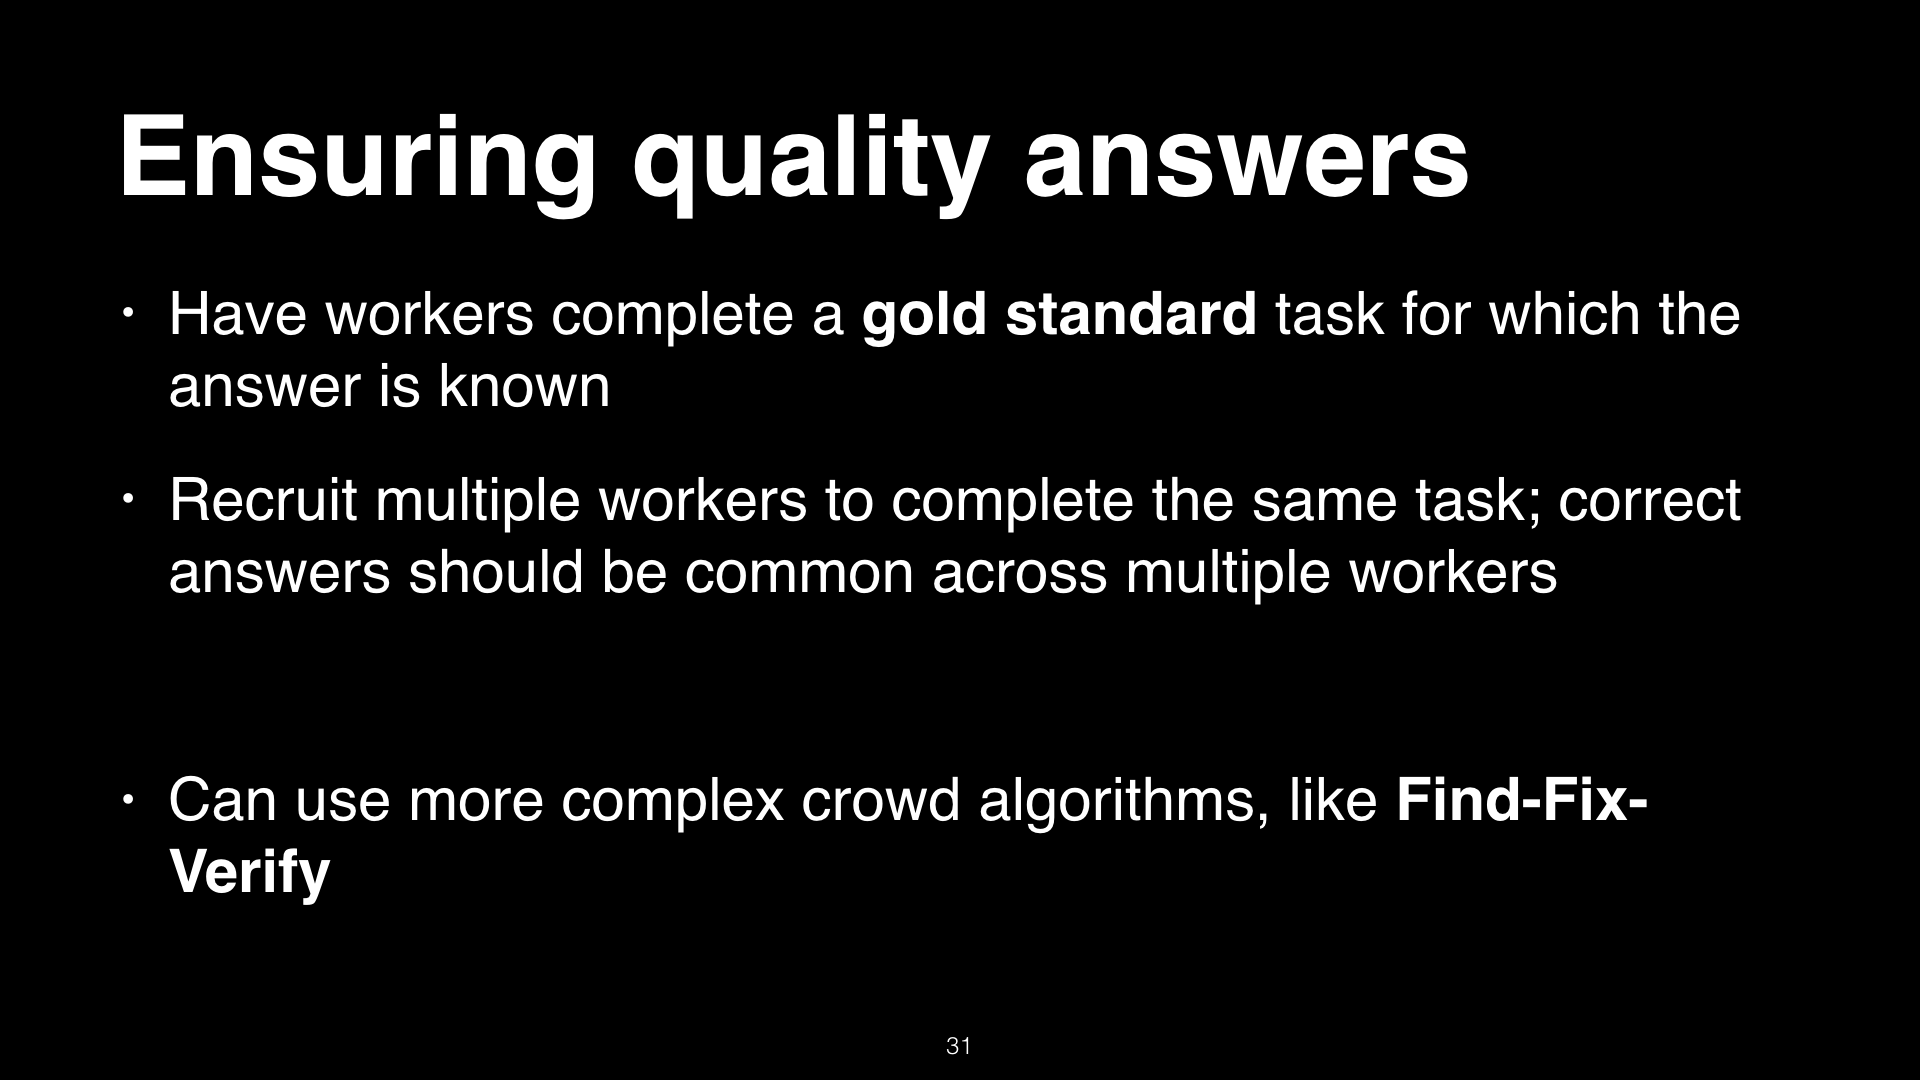 Ensuring quality answers
• Have workers complete a gold standard task for which the
answer is known
• Recruit multiple workers to complete the same task; correct
answers should be common across multiple workers
• Can use more complex crowd algorithms, like Find-Fix-
Verify
31